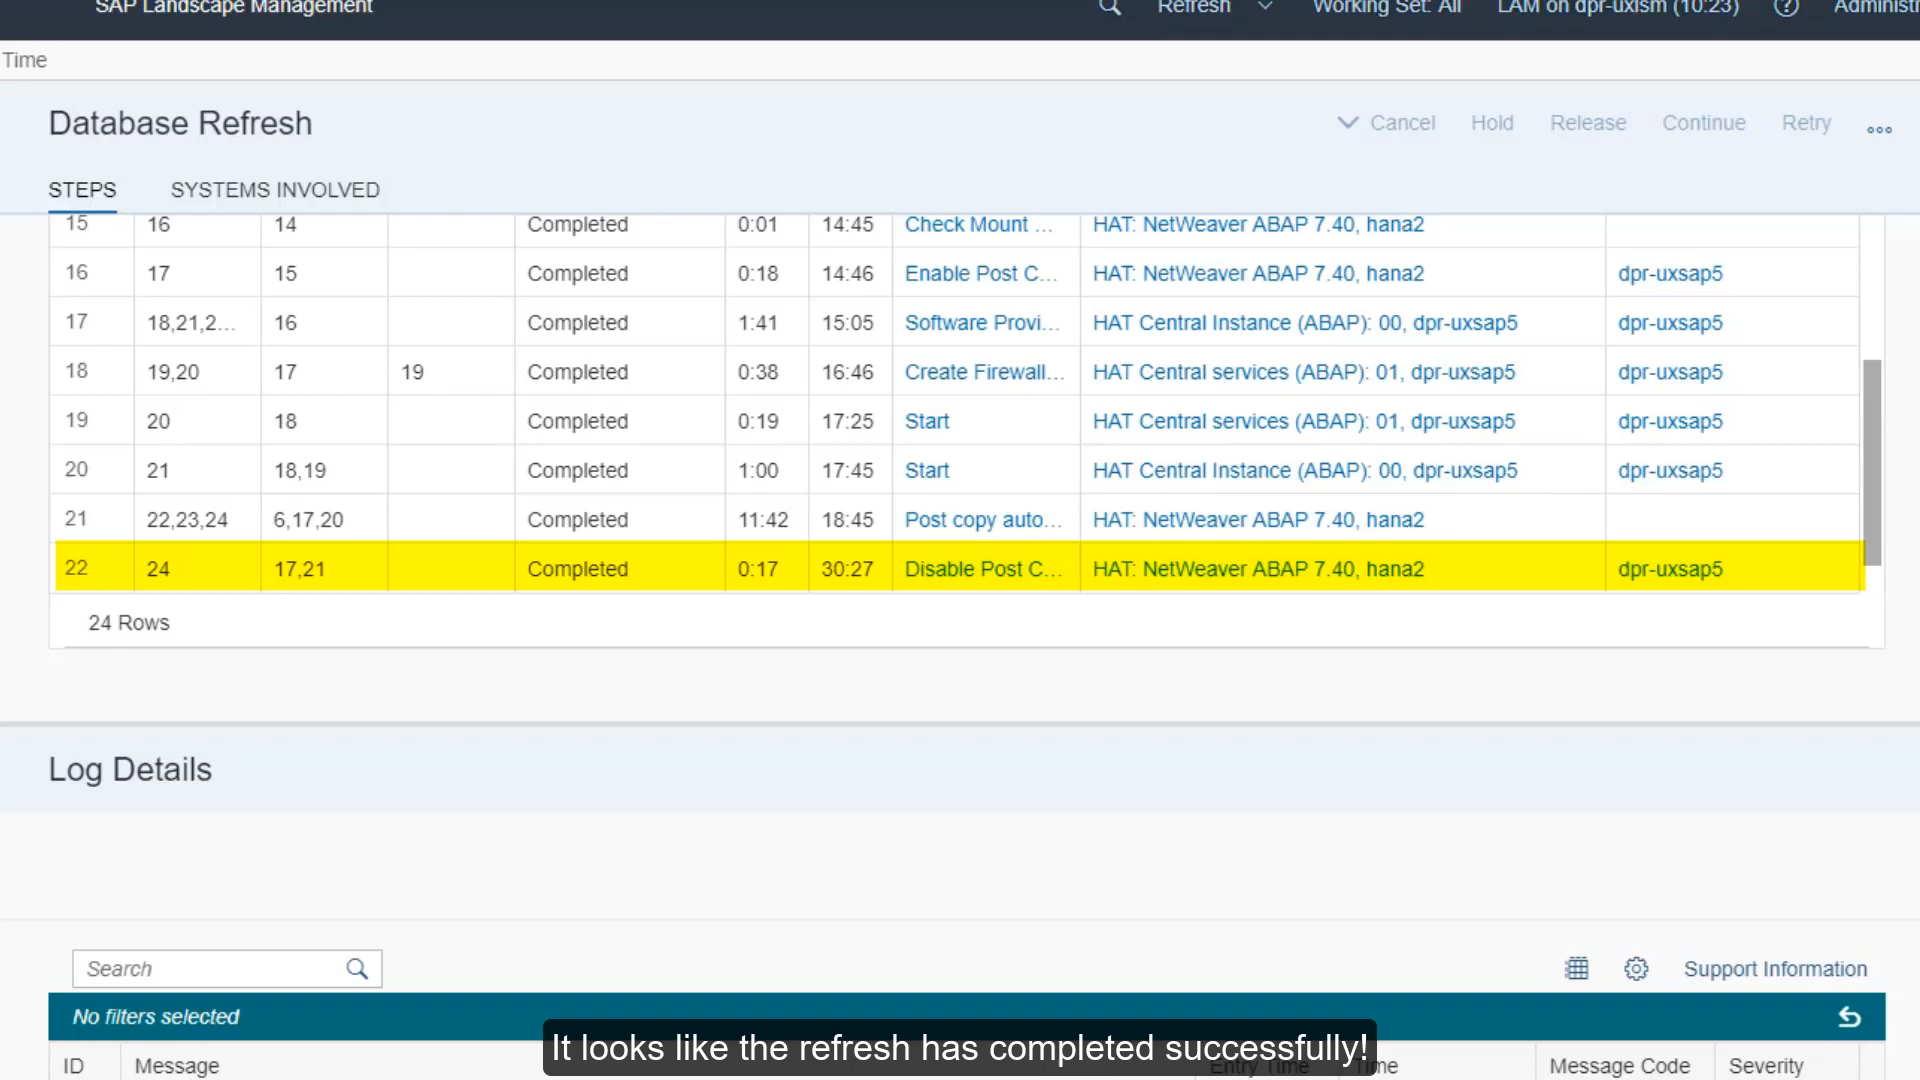 SAP Landscape Management Refresh Working Set: All LAM on dpr-uxlsm (10:23) Administr
Time
Database Refresh Cancel Hold Release Continue Retry
STEPS SYSTEMS INVOLVED
15 16 14 Completed 0:01 14:45 Check Mount ... HAT: NetWeaver ABAP 7.40, hana2
16 17 15 Completed 0:18 14:46 Enable Post C... HAT: NetWeaver ABAP 7.40, hana2 dpr-uxsap5
17 18,21,2... 16 Completed 1:41 15:05 Software Provi... HAT Central Instance (ABAP): 00, dpr-uxsap5 dpr-uxsap5
18 19,20 17 19 Completed 0:38 16:46 Create Firewall... HAT Central services (ABAP): 01, dpr-uxsap5 dpr-uxsap5
19 20 18 Completed 0:19 17:25 Start HAT Central services (ABAP): 01, dpr-uxsap5 dpr-uxsap5
20 21 18,19 Completed 1:00 17:45 Start HAT Central Instance (ABAP): 00, dpr-uxsap5 dpr-uxsap5
21 22,23,24 6,17,20 Completed 11:42 18:45 Post copy auto... HAT: NetWeaver ABAP 7.40, hana2
22 24 17,21 Completed 0:17 30:27 Disable Post C... HAT: NetWeaver ABAP 7.40, hana2 dpr-uxsap5
24 Rows
Log Details
Search Support Information
No filters selected
It looks like the refresh has completed successfully!
ID Message Entry Time Time Message Code Severity